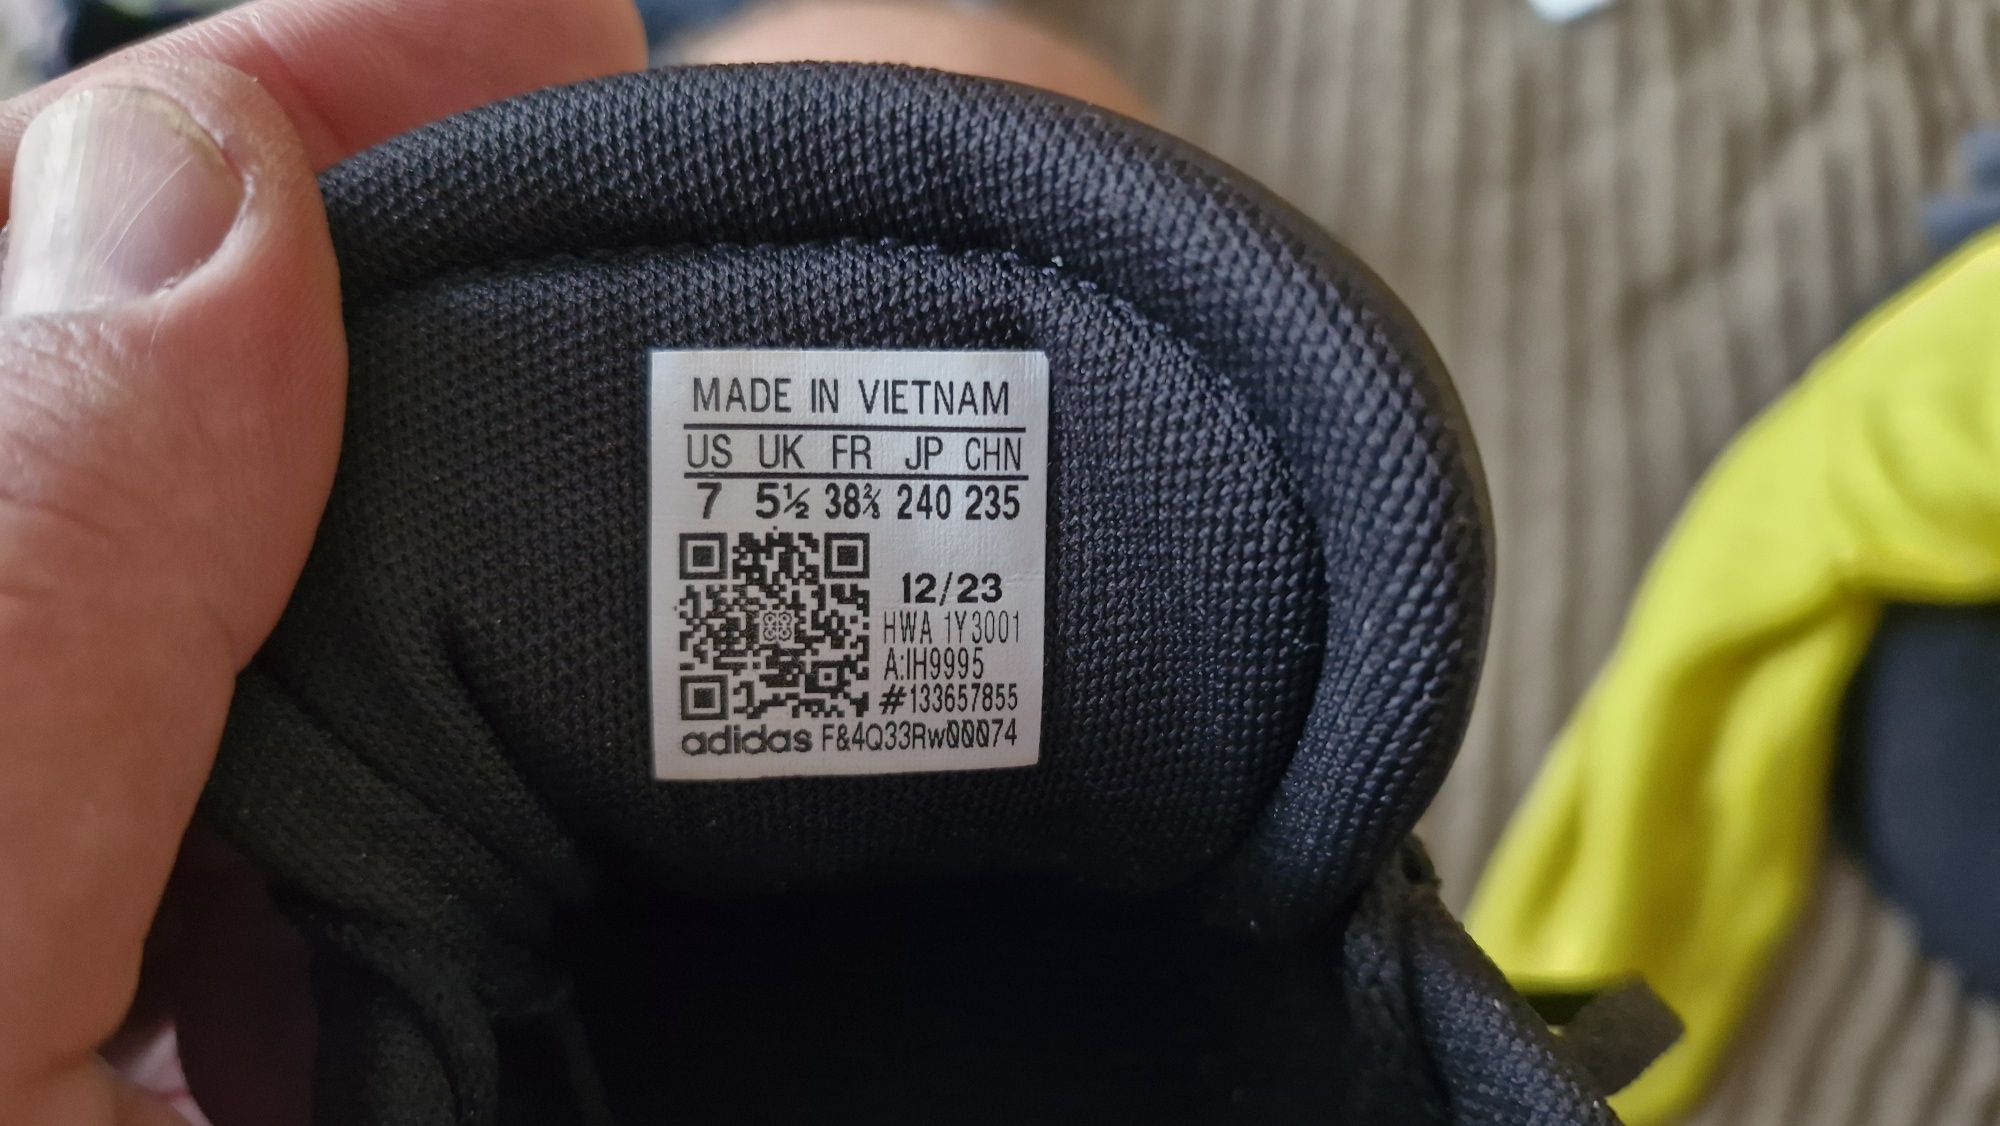 MADE IN VIETNAM
US UK FR JP CHN
7 5½ 38⅔ 240 235
12/23
HWA 1Y3001
A:IH9995
#133657855
adidas F&4Q33Rw00074